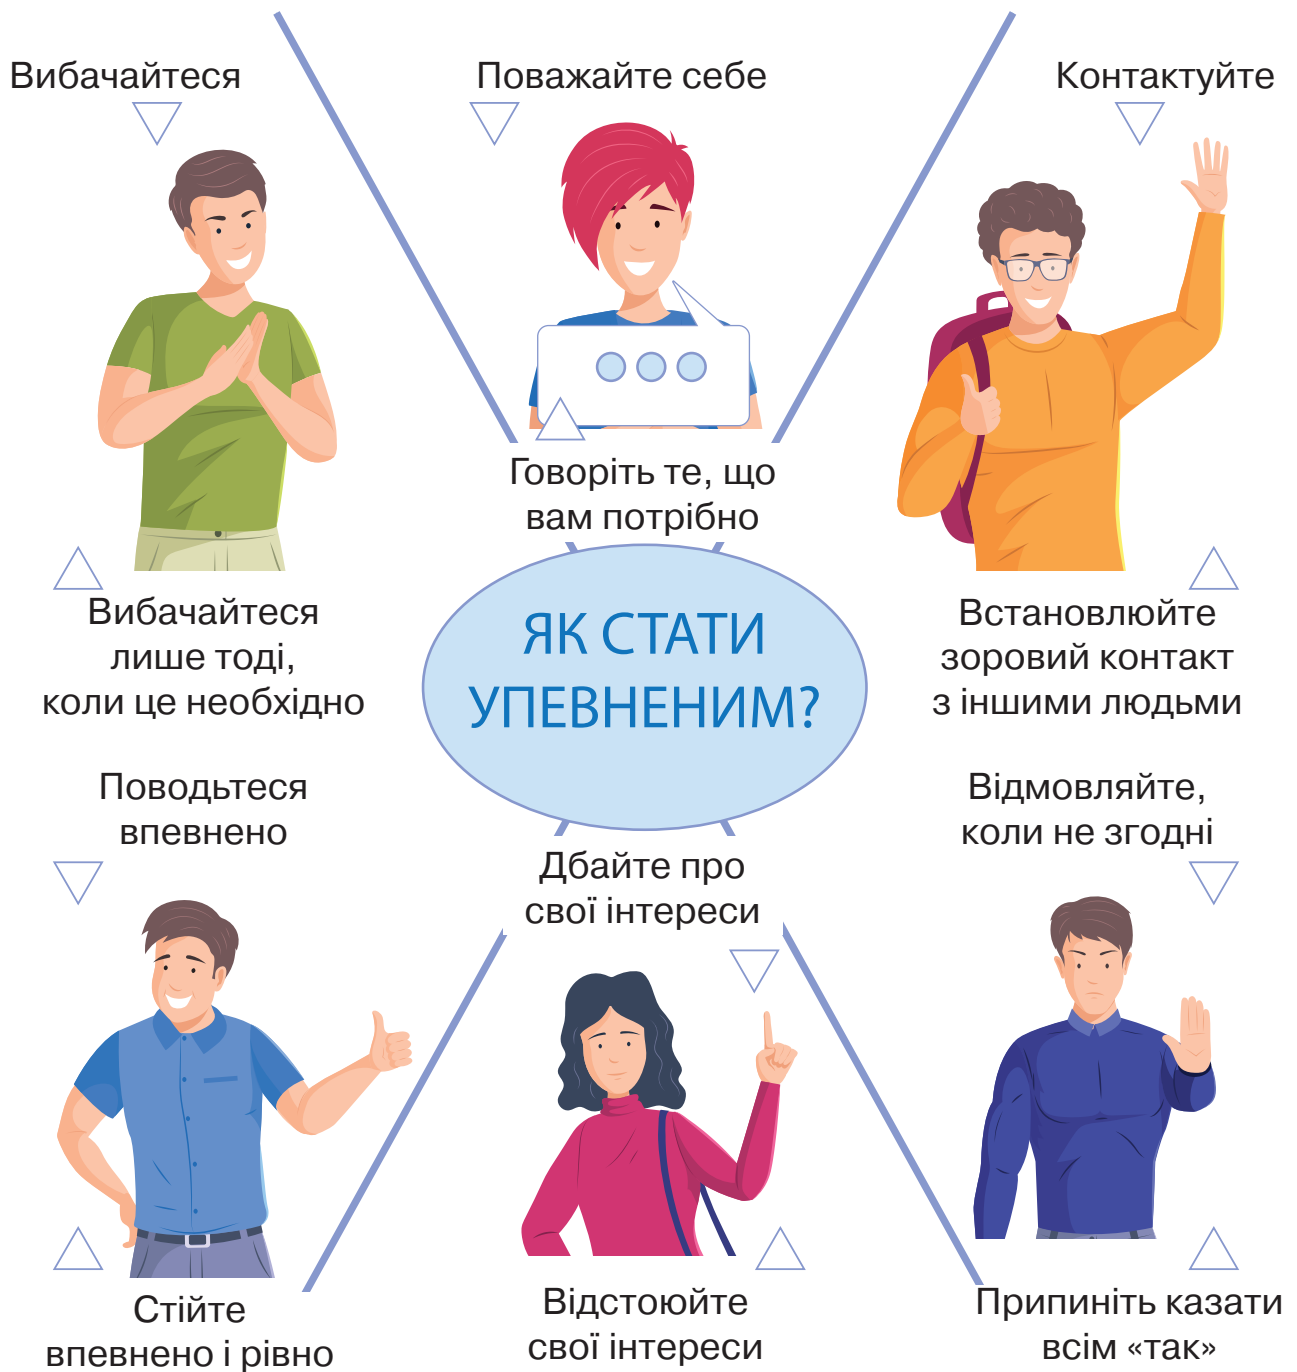 Вибачайтеся
Поважайте себе
Контактуйте
Говоріть те, що
вам потрібно
Вибачайтеся
лише тоді,
коли це необхідно
ЯК СТАТИ
УПЕВНЕНИМ?
Встановлюйте
зоровий контакт
з іншими людьми
Поводьтеся
впевнено
Дбайте про
свої інтереси
Відмовляйте,
коли не згодні
Стійте
впевнено і рівно
Відстоюйте
свої інтереси
Припиніть казати
всім «так»